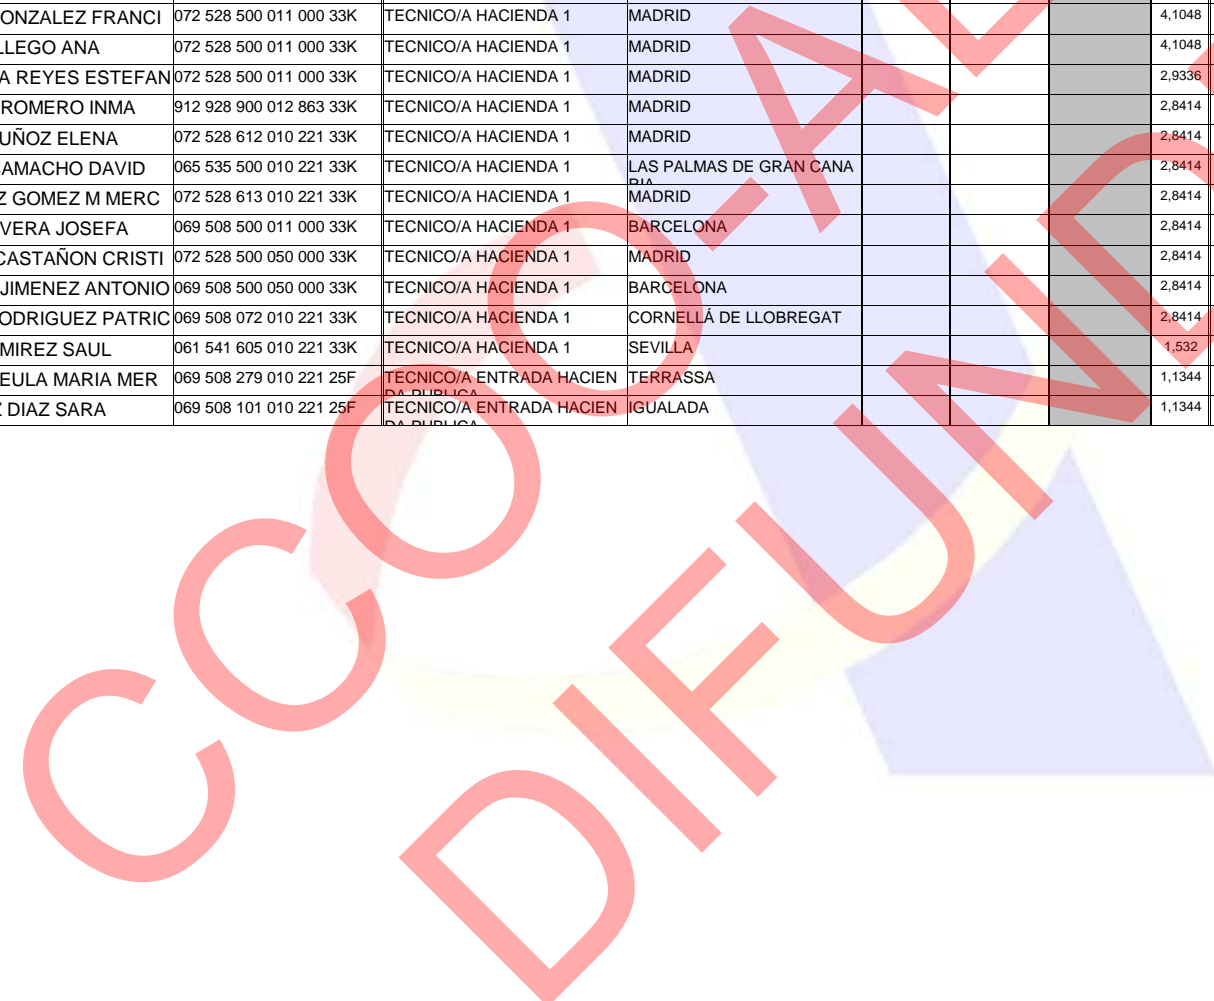 ONZALEZ FRANCI 072 528 500 011 000 33K TECNICO/A HACIENDA 1 MADRID 4,1048
LLEGO ANA 072 528 500 011 000 33K TECNICO/A HACIENDA 1 MADRID 4,1048
A REYES ESTEFAN 072 528 500 011 000 33K TECNICO/A HACIENDA 1 MADRID 2,9336
ROMERO INMA 912 928 900 012 863 33K TECNICO/A HACIENDA 1 MADRID 2,8414
UÑOZ ELENA 072 528 612 010 221 33K TECNICO/A HACIENDA 1 MADRID 2,8414
CAMACHO DAVID 065 535 500 010 221 33K TECNICO/A HACIENDA 1 LAS PALMAS DE GRAN CANA 2,8414
RIA
Z GOMEZ M MERC 072 528 613 010 221 33K TECNICO/A HACIENDA 1 MADRID 2,8414
VERA JOSEFA 069 508 500 011 000 33K TECNICO/A HACIENDA 1 BARCELONA 2,8414
CASTAÑON CRISTI 072 528 500 050 000 33K TECNICO/A HACIENDA 1 MADRID 2,8414
JIMENEZ ANTONIO 069 508 500 050 000 33K TECNICO/A HACIENDA 1 BARCELONA 2,8414
ODRIGUEZ PATRIC 069 508 072 010 221 33K TECNICO/A HACIENDA 1 CORNELLÁ DE LLOBREGAT 2,8414
MIREZ SAUL 061 541 605 010 221 33K TECNICO/A HACIENDA 1 SEVILLA 1,532
EULA MARIA MER 069 508 279 010 221 25F TECNICO/A ENTRADA HACIEN TERRASSA 1,1344
DA PUBLICA
Z DIAZ SARA 069 508 101 010 221 25F TECNICO/A ENTRADA HACIEN IGUALADA 1,1344
DA PUBLICA
CCOO-AE
DIFUND